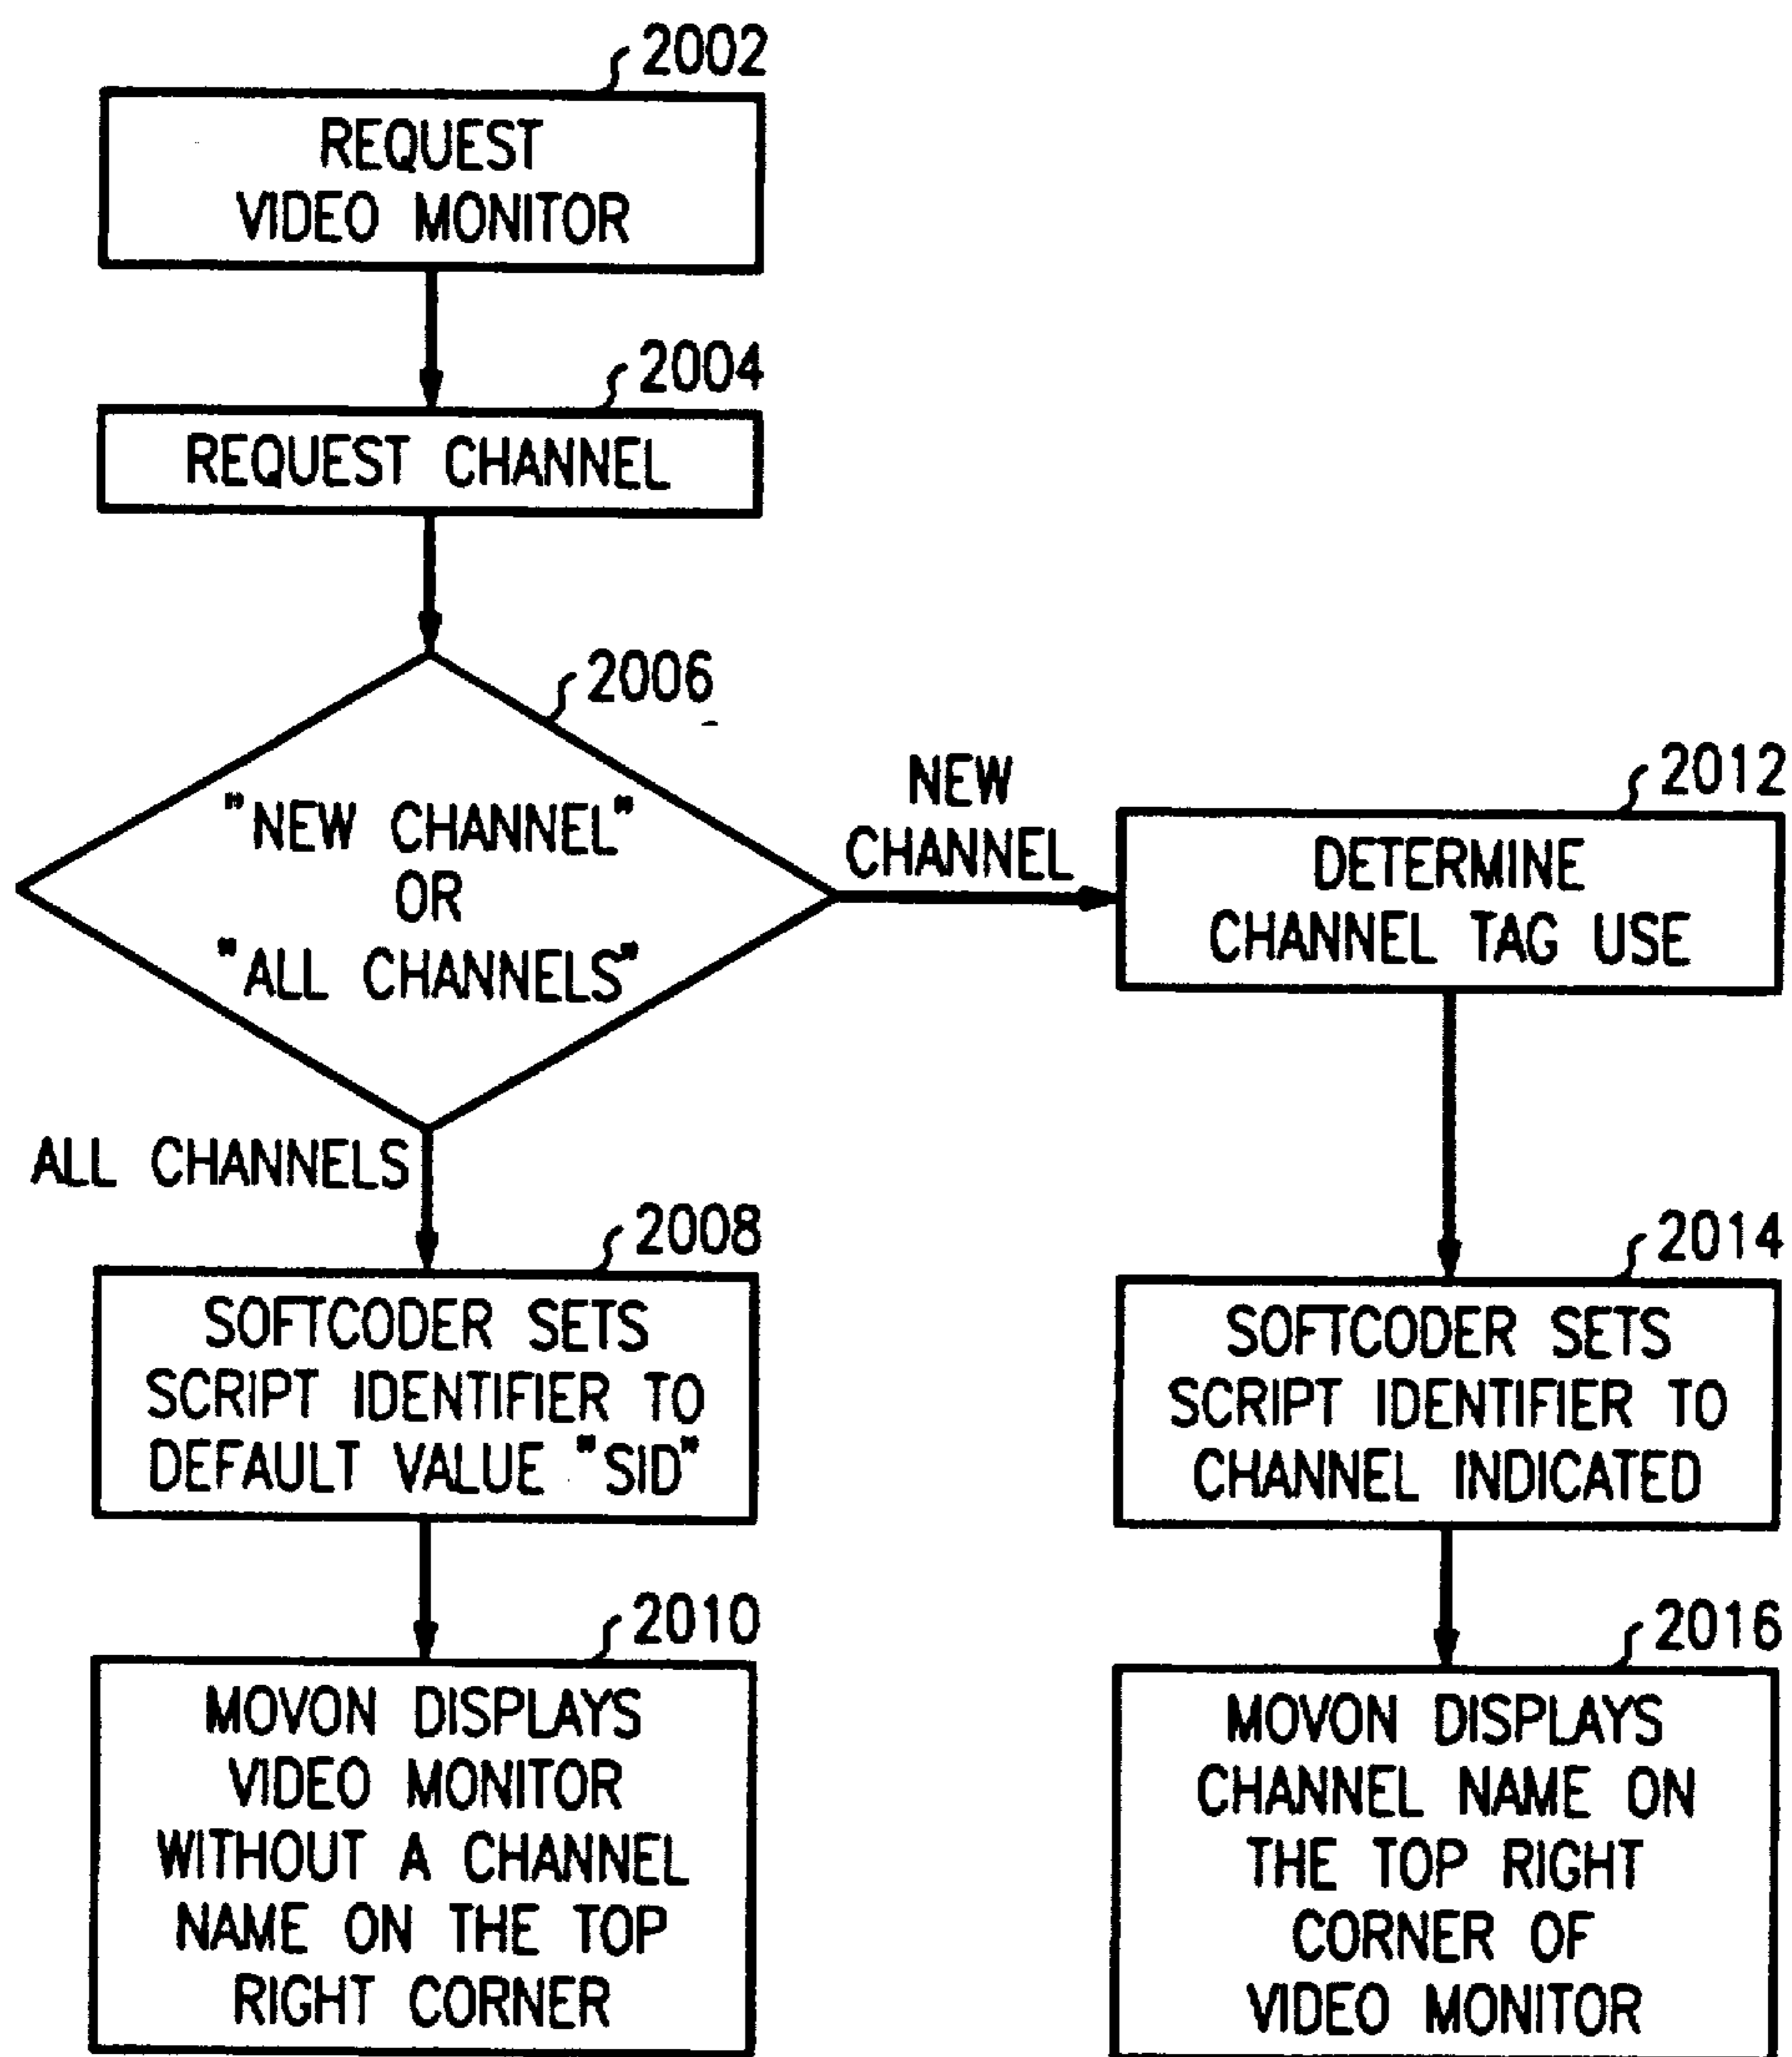 2002
REQUEST
VIDEO MONITOR
2004
REQUEST CHANNEL
2006
"NEW CHANNEL"
OR
"ALL CHANNELS"
NEW
CHANNEL
2012
DETERMINE
CHANNEL TAG USE
ALL CHANNELS
2008
SOFTCODER SETS
SCRIPT IDENTIFIER TO
DEFAULT VALUE "SID"
2014
SOFTCODER SETS
SCRIPT IDENTIFIER TO
CHANNEL INDICATED
2010
MOVON DISPLAYS
VIDEO MONITOR
WITHOUT A CHANNEL
NAME ON THE TOP
RIGHT CORNER
2016
MOVON DISPLAYS
CHANNEL NAME ON
THE TOP RIGHT
CORNER OF
VIDEO MONITOR